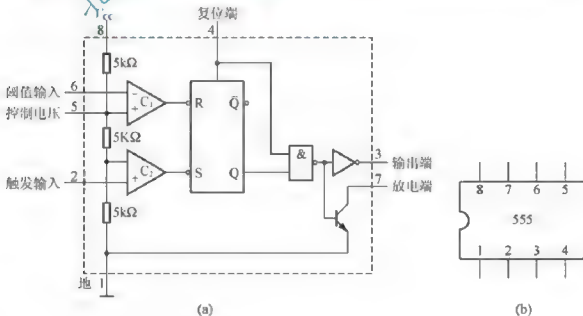 Vcc
复位端
8
4
5kΩ
阈值输入 6
控制电压 5
- C₁
+
R
Q̄
5KΩ
&
3 输出端
7 放电端
触发输入 2
C₂
+
S
Q
5kΩ
8 7 6 5
555
1 2 3 4
地 1
(a)
(b)